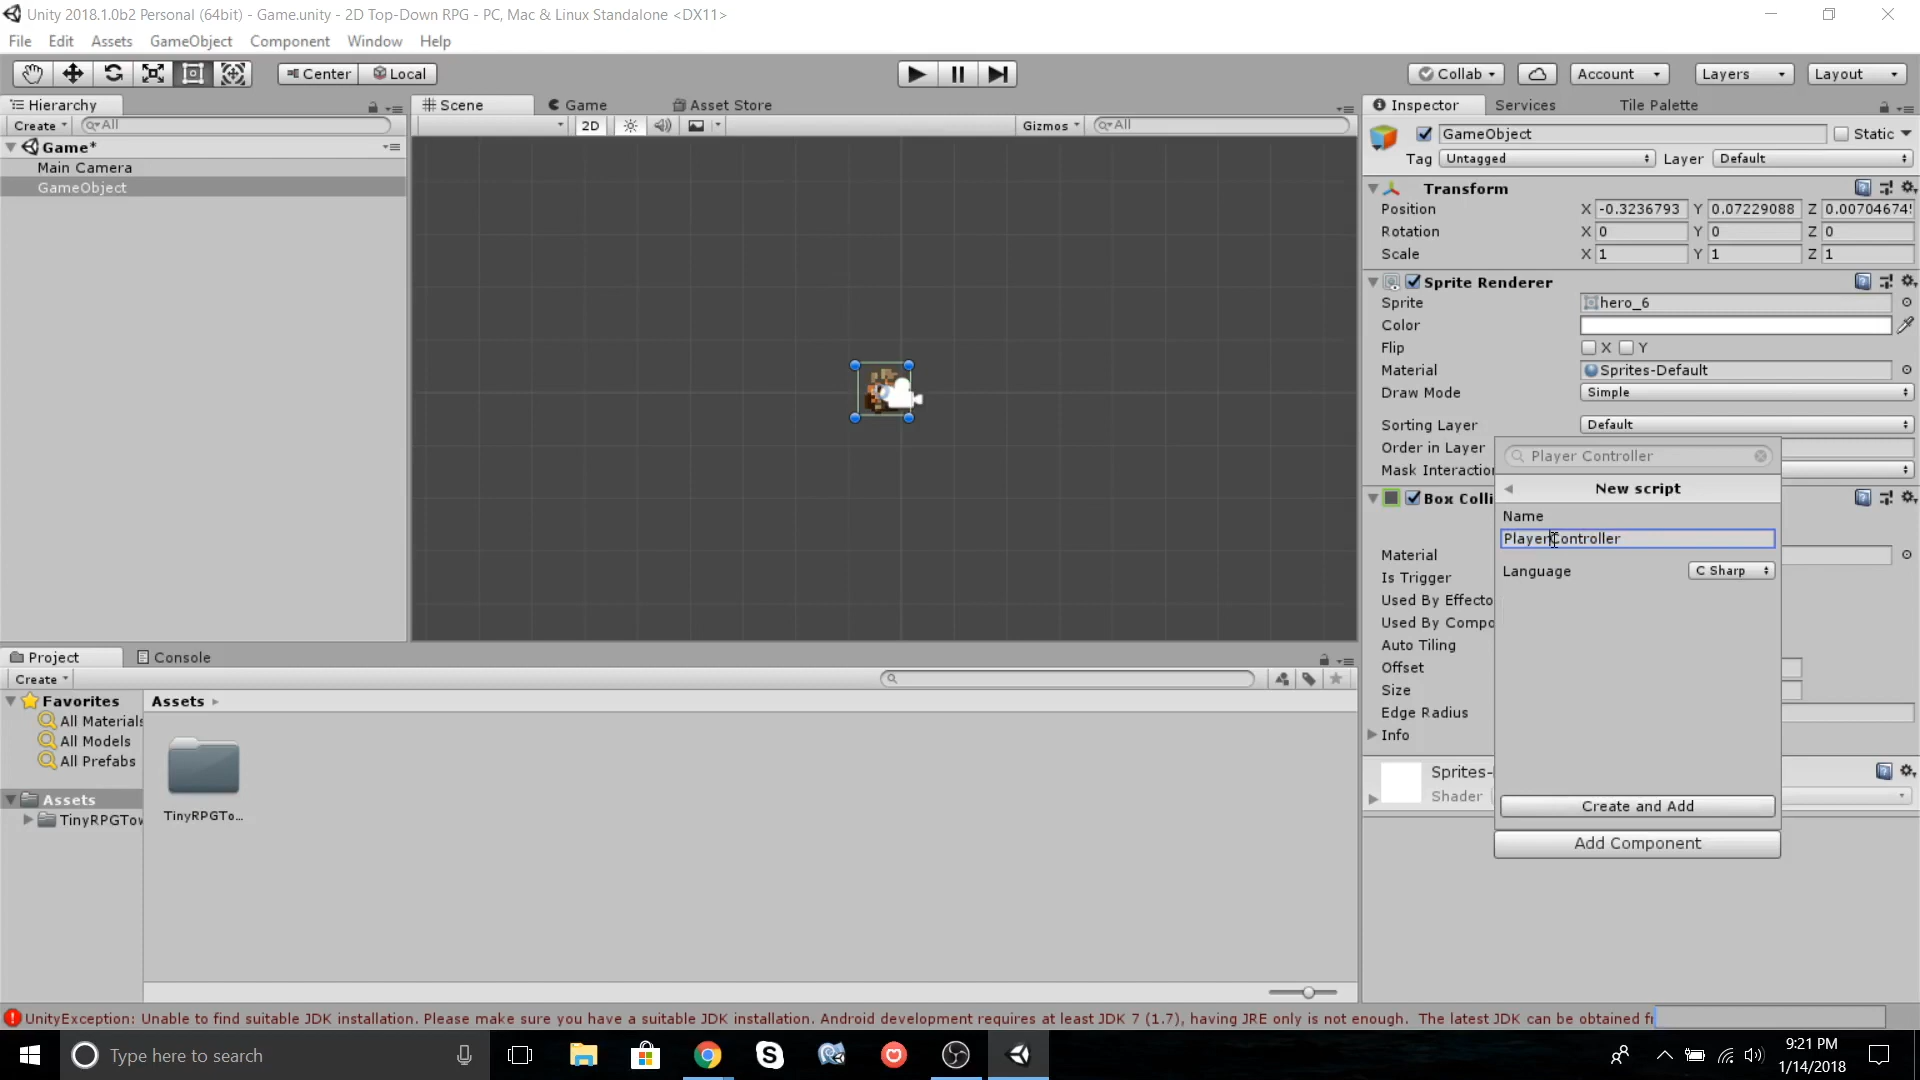 Unity 2018.1.0b2 Personal (64bit) - Game.unity - 2D Top-Down RPG - PC, Mac & Linux Standalone <DX11>
File Edit Assets GameObject Component Window Help
Center Local Collab Account Layers Layout
Hierarchy Scene Game Asset Store Inspector Services Tile Palette
Create All 2D Gizmos All
Game*
Main Camera
GameObject
GameObject Static
Tag Untagged Layer Default
Transform
Position X -0.3236793 Y 0.07229088 Z 0.00704674
Rotation X 0 Y 0 Z 0
Scale X 1 Y 1 Z 1
Sprite Renderer
Sprite hero_6
Color
Flip X Y
Material Sprites-Default
Draw Mode Simple
Sorting Layer Default
Order in Layer
Mask Interaction
Box Colli
Material
Is Trigger
Used By Effecto
Used By Compo
Auto Tiling
Offset
Size
Edge Radius
Info
Sprites-
Shader
Player Controller
New script
Name
PlayerController
Language C Sharp
Create and Add
Add Component
Project Console
Create
Favorites
All Materials
All Models
All Prefabs
Assets
TinyRPGTow
Assets
TinyRPGTo...
UnityException: Unable to find suitable JDK installation. Please make sure you have a suitable JDK installation. Android development requires at least JDK 7 (1.7), having JRE only is not enough. The latest JDK can be obtained f
Type here to search
9:21 PM
1/14/2018